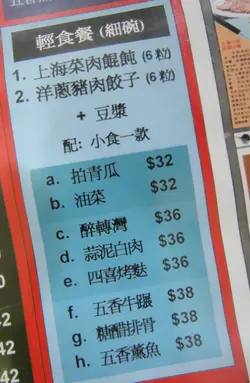 輕食餐 (細碗)
1. 上海菜肉餛飩 (6粒)
2. 洋蔥豬肉餃子 (6粒)
+ 豆漿
配: 小食一款
a. 拍青瓜 $32
b. 油菜 $32
c. 醉轉灣 $36
d. 蒜泥白肉 $36
e. 四喜烤麩 $36
f. 五香牛𦟌 $38
g. 糖醋排骨 $38
h. 五香薰魚 $38
42
42